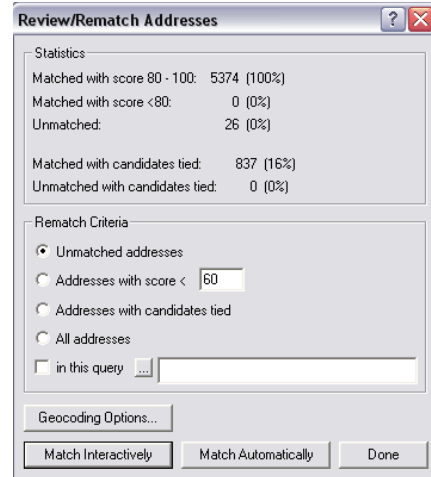 Review/Rematch Addresses
Statistics
Matched with score 80 - 100: 5374 (100%)
Matched with score <80: 0 (0%)
Unmatched: 26 (0%)
Matched with candidates tied: 837 (16%)
Unmatched with candidates tied: 0 (0%)
Rematch Criteria
Unmatched addresses
Addresses with score < 60
Addresses with candidates tied
All addresses
in this query ...
Geocoding Options...
Match Interactively Match Automatically Done